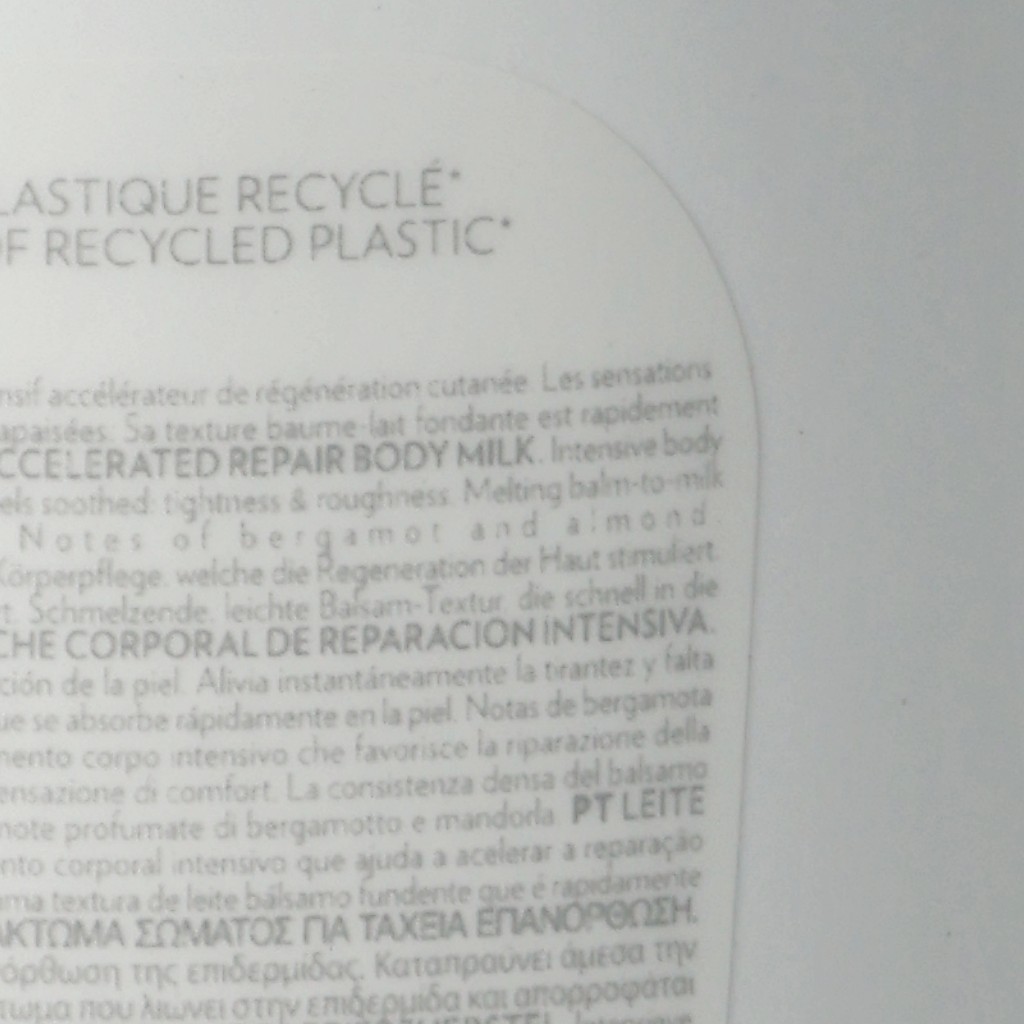 LASTIQUE RECYCLÉ*
OF RECYCLED PLASTIC*
nsif accélérateur de régénération cutanée. Les sensations
apaisées. Sa texture baume-lait fondante est rapidement
CCELERATED REPAIR BODY MILK. Intensive body
els soothed: tightness & roughness. Melting balm-to-milk
Notes of bergamot and almond.
Körperpflege, welche die Regeneration der Haut stimuliert.
rt. Schmelzende, leichte Balsam-Textur, die schnell in die
CHE CORPORAL DE REPARACION INTENSIVA.
ción de la piel. Alivia instantáneamente la tirantez y falta
ue se absorbe rápidamente en la piel. Notas de bergamota
mento corpo intensivo che favorisce la riparazione della
ensazione di comfort. La consistenza densa del balsamo
note profumate di bergamotto e mandorla. PT LEITE
nto corporal intensivo que ajuda a acelerar a reparação
uma textura de leite bálsamo fundente que é rapidamente
ΑΚΤΩΜΑ ΣΩΜΑΤΟΣ ΓΙΑ ΤΑΧΕΙΑ ΕΠΑΝΟΡΘΩΣΗ.
όρθωση της επιδερμίδας. Καταπραΰνει άμεσα την
τωμα που λιώνει στην επιδερμίδα και απορροφάται
Intensieve